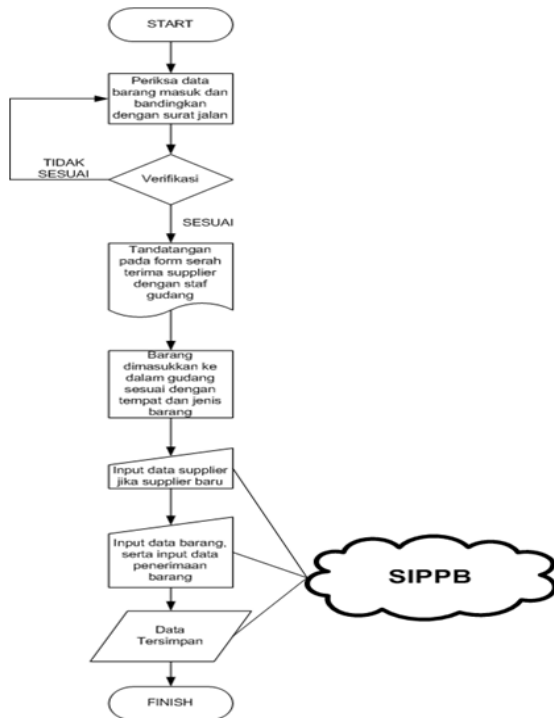 START
Periksa data
barang masuk dan
bandingkan
dengan surat jalan
TIDAK
SESUAI
Verifikasi
SESUAI
Tandatangan
pada form serah
terima supplier
dengan staf
gudang
Barang
dimasukkan ke
dalam gudang
sesuai dengan
tempat dan jenis
barang
Input data supplier
jika supplier baru
Input data barang,
serta input data
penerimaan
barang
SIPPB
Data
Tersimpan
FINISH